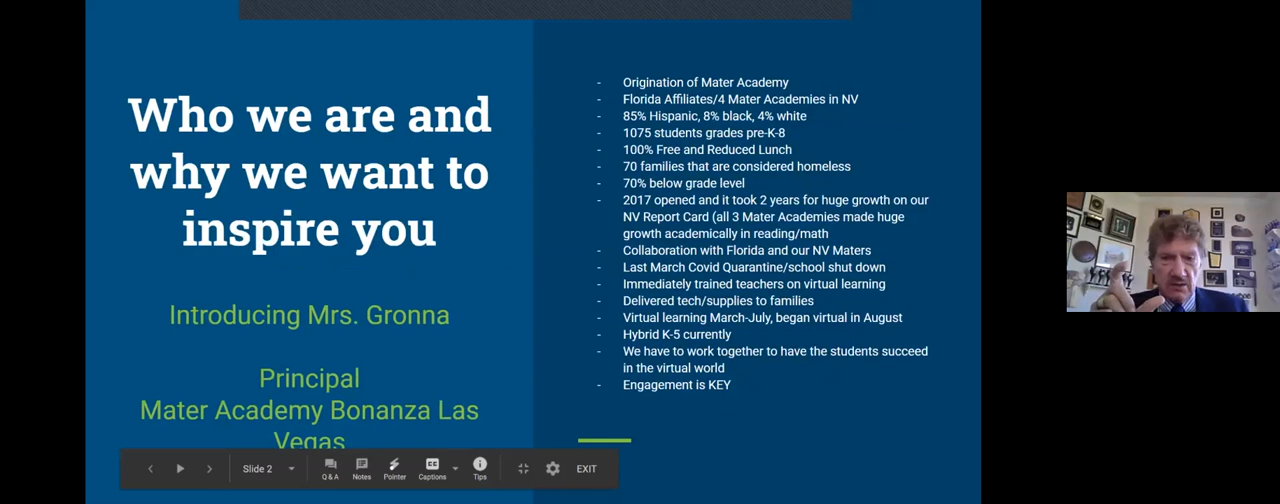 Who we are and
why we want to
inspire you
Introducing Mrs. Gronna
Principal
Mater Academy Bonanza Las
Vegas
- Origination of Mater Academy
- Florida Affiliates/4 Mater Academies in NV
- 85% Hispanic, 8% black, 4% white
- 1075 students grades pre-K-8
- 100% Free and Reduced Lunch
- 70 families that are considered homeless
- 70% below grade level
- 2017 opened and it took 2 years for huge growth on our
NV Report Card (all 3 Mater Academies made huge
growth academically in reading/math
- Collaboration with Florida and our NV Maters
- Last March Covid Quarantine/school shut down
- Immediately trained teachers on virtual learning
- Delivered tech/supplies to families
- Virtual learning March-July, began virtual in August
- Hybrid K-5 currently
- We have to work together to have the students succeed
in the virtual world
- Engagement is KEY
Slide 2
Q & A
Notes
Pointer
CC
Captions
Tips
EXIT